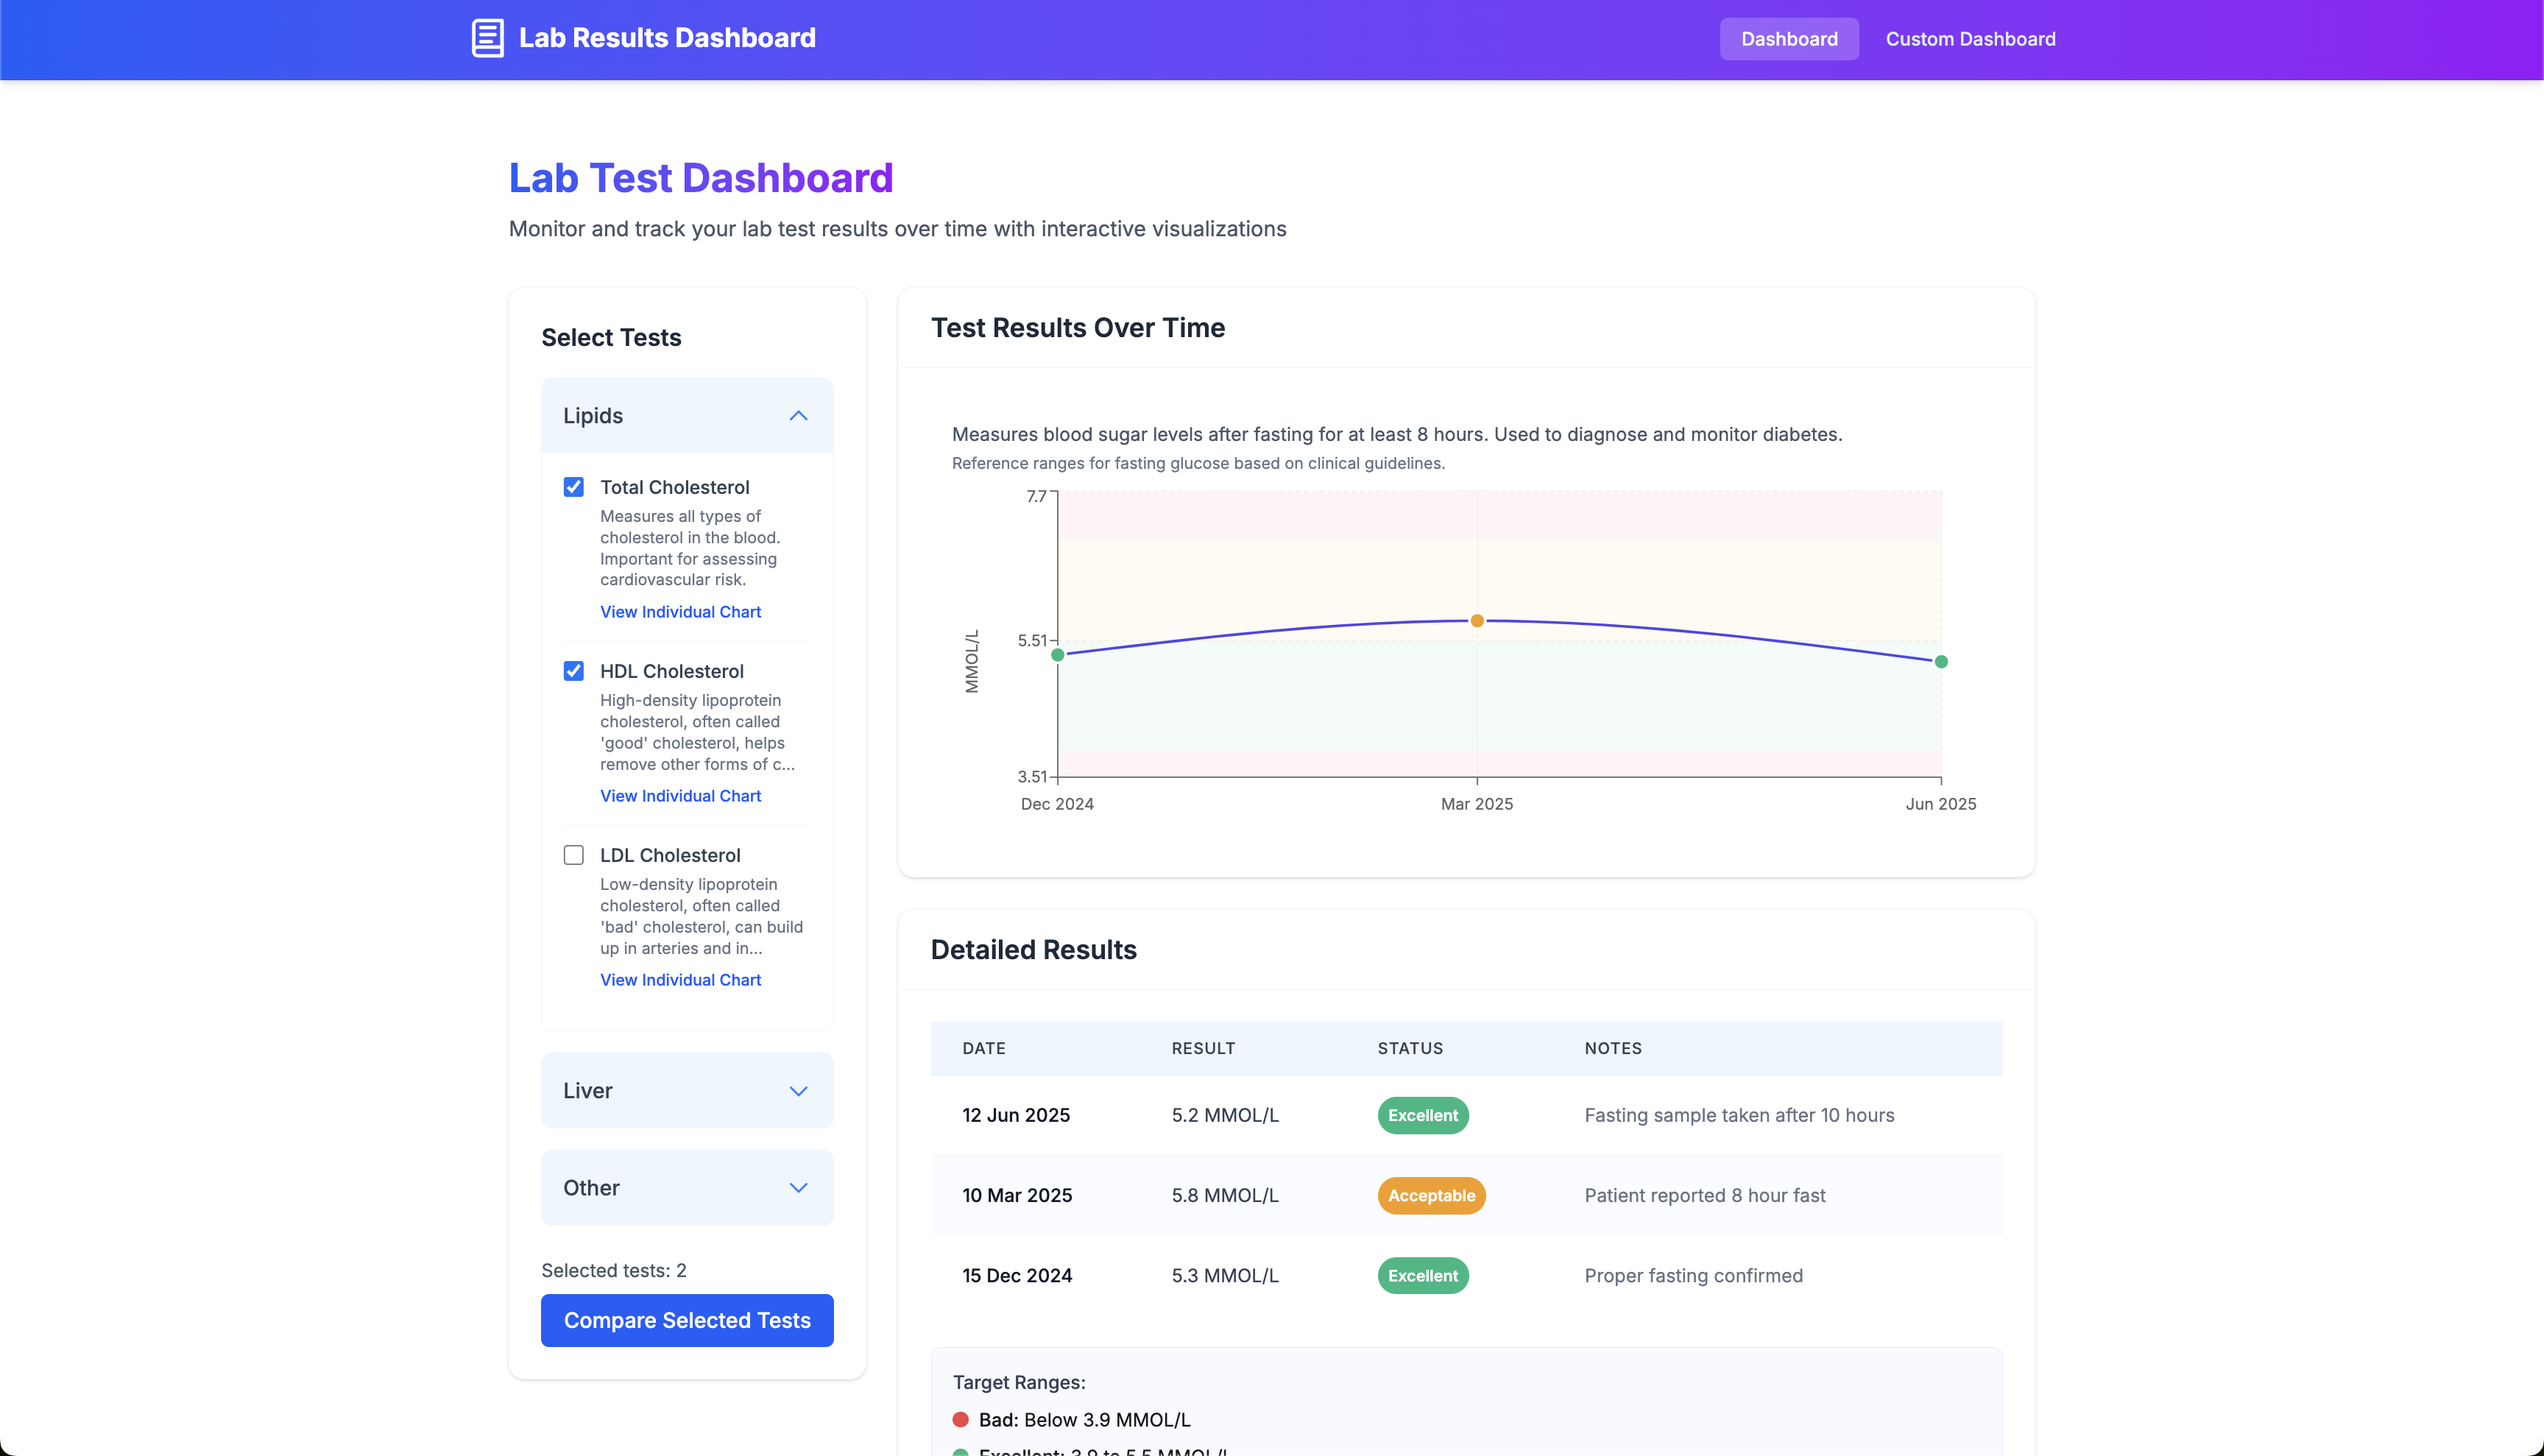 Lab Results Dashboard
Dashboard
Custom Dashboard
Lab Test Dashboard
Monitor and track your lab test results over time with interactive visualizations
Select Tests
Lipids
Total Cholesterol
Measures all types of
cholesterol in the blood.
Important for assessing
cardiovascular risk.
View Individual Chart
HDL Cholesterol
High-density lipoprotein
cholesterol, often called
'good' cholesterol, helps
remove other forms of c...
View Individual Chart
LDL Cholesterol
Low-density lipoprotein
cholesterol, often called
'bad' cholesterol, can build
up in arteries and in...
View Individual Chart
Liver
Other
Selected tests: 2
Compare Selected Tests
Test Results Over Time
Measures blood sugar levels after fasting for at least 8 hours. Used to diagnose and monitor diabetes.
Reference ranges for fasting glucose based on clinical guidelines.
7.7
5.51
3.51
MMOL/L
Dec 2024
Mar 2025
Jun 2025
Detailed Results
DATE RESULT STATUS NOTES
12 Jun 2025 5.2 MMOL/L Excellent Fasting sample taken after 10 hours
10 Mar 2025 5.8 MMOL/L Acceptable Patient reported 8 hour fast
15 Dec 2024 5.3 MMOL/L Excellent Proper fasting confirmed
Target Ranges:
Bad: Below 3.9 MMOL/L
Excellent: 3.9 to 5.5 MMOL/L